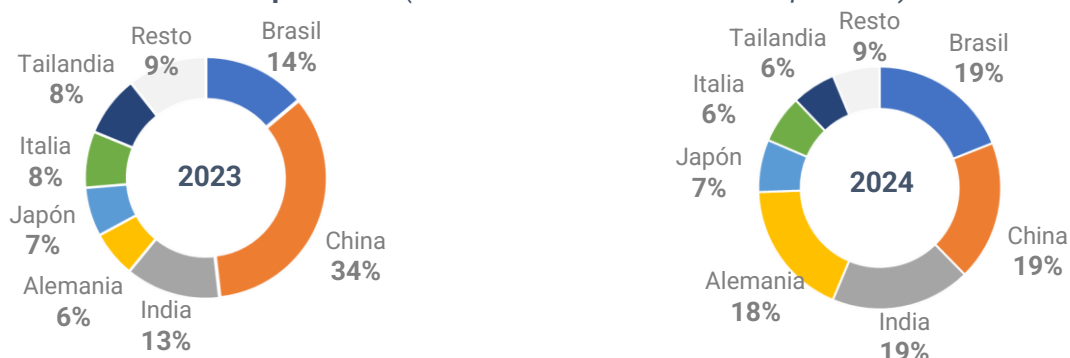 Resto
9%
Brasil
14%
Tailandia
8%
Italia
8%
2023
Japón
7%
China
34%
Alemania
6%
India
13%
Resto
9%
Tailandia
6%
Brasil
19%
Italia
6%
Japón
7%
2024
China
19%
Alemania
18%
India
19%